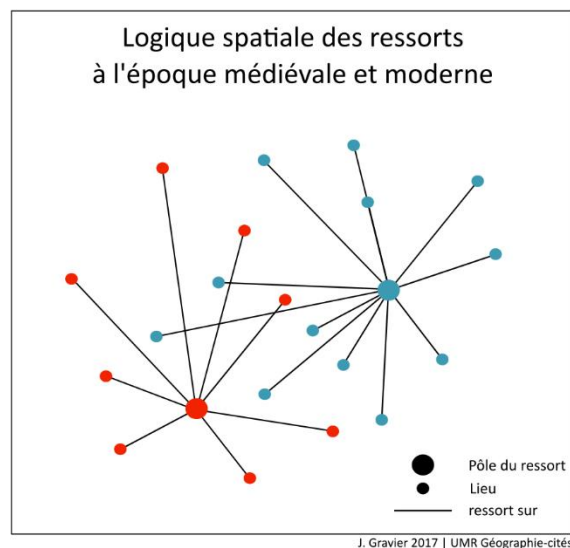 Logique spatiale des ressorts
à l'époque médiévale et moderne
Pôle du ressort
Lieu
ressort sur
J. Gravier 2017 | UMR Géographie-cités